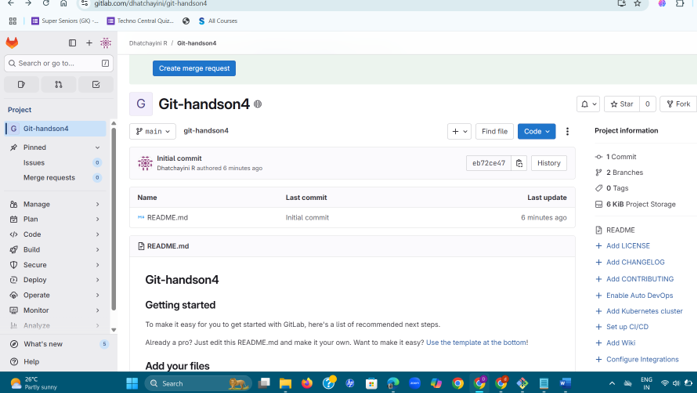 gitlab.com/dhatchayini/git-handson4
Super Seniors (GIQ -...
Techno Central Quiz...
All Courses
Search or go to...
Project
G Git-handson4
Pinned
Issues 0
Merge requests 0
Manage
Plan
Code
Build
Secure
Deploy
Operate
Monitor
Analyze
What's new 5
Help
Dhatchayini R / Git-handson4
Create merge request
G Git-handson4
Star 0 Fork
main git-handson4
Find file Code
Initial commit
Dhatchayini R authored 6 minutes ago
eb72ce47 History
Name Last commit Last update
README.md Initial commit 6 minutes ago
README.md
Git-handson4
Getting started
To make it easy for you to get started with GitLab, here's a list of recommended next steps.
Already a pro? Just edit this README.md and make it your own. Want to make it easy? Use the template at the bottom!
Add your files
Project information
1 Commit
2 Branches
0 Tags
6 KiB Project Storage
README
+ Add LICENSE
+ Add CHANGELOG
+ Add CONTRIBUTING
+ Enable Auto DevOps
+ Add Kubernetes cluster
+ Set up CI/CD
+ Add Wiki
+ Configure Integrations
25°C
Partly sunny
Search
ENG
IN